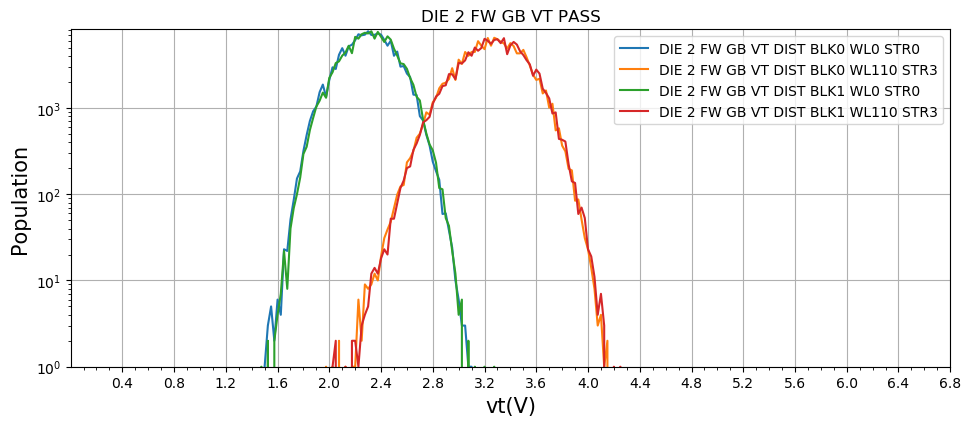 DIE 2 FW GB VT PASS
DIE 2 FW GB VT DIST BLK0 WL0 STR0
DIE 2 FW GB VT DIST BLK0 WL110 STR3
DIE 2 FW GB VT DIST BLK1 WL0 STR0
DIE 2 FW GB VT DIST BLK1 WL110 STR3
Population
10³
10²
10¹
10⁰
0.4 0.8 1.2 1.6 2.0 2.4 2.8 3.2 3.6 4.0 4.4 4.8 5.2 5.6 6.0 6.4 6.8
vt(V)